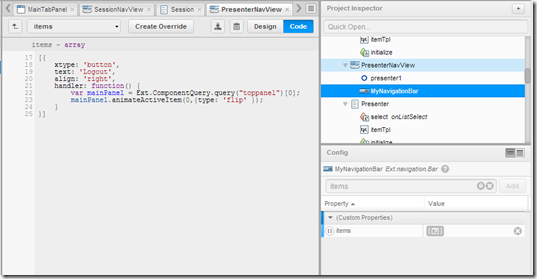 MainTabPanel
SessionNavView
Session
PresenterNavView
items
Create Override
Design
Code
items - array
17 [{
18 xtype: 'button',
19 text: 'Logout',
20 align: 'right',
21 handler: function() {
22 var mainPanel = Ext.ComponentQuery.query("toppanel")[0];
23 mainPanel.animateActiveItem(0,{type: 'flip' });
24 }
25 }]
Project Inspector
Quick Open...
itemTpl
initialize
PresenterNavView
presenter1
MyNavigationBar
Presenter
select onListSelect
itemTpl
initialize
Config
MyNavigationBar Ext.navigation.Bar
items
Add
Property Value
(Custom Properties)
items